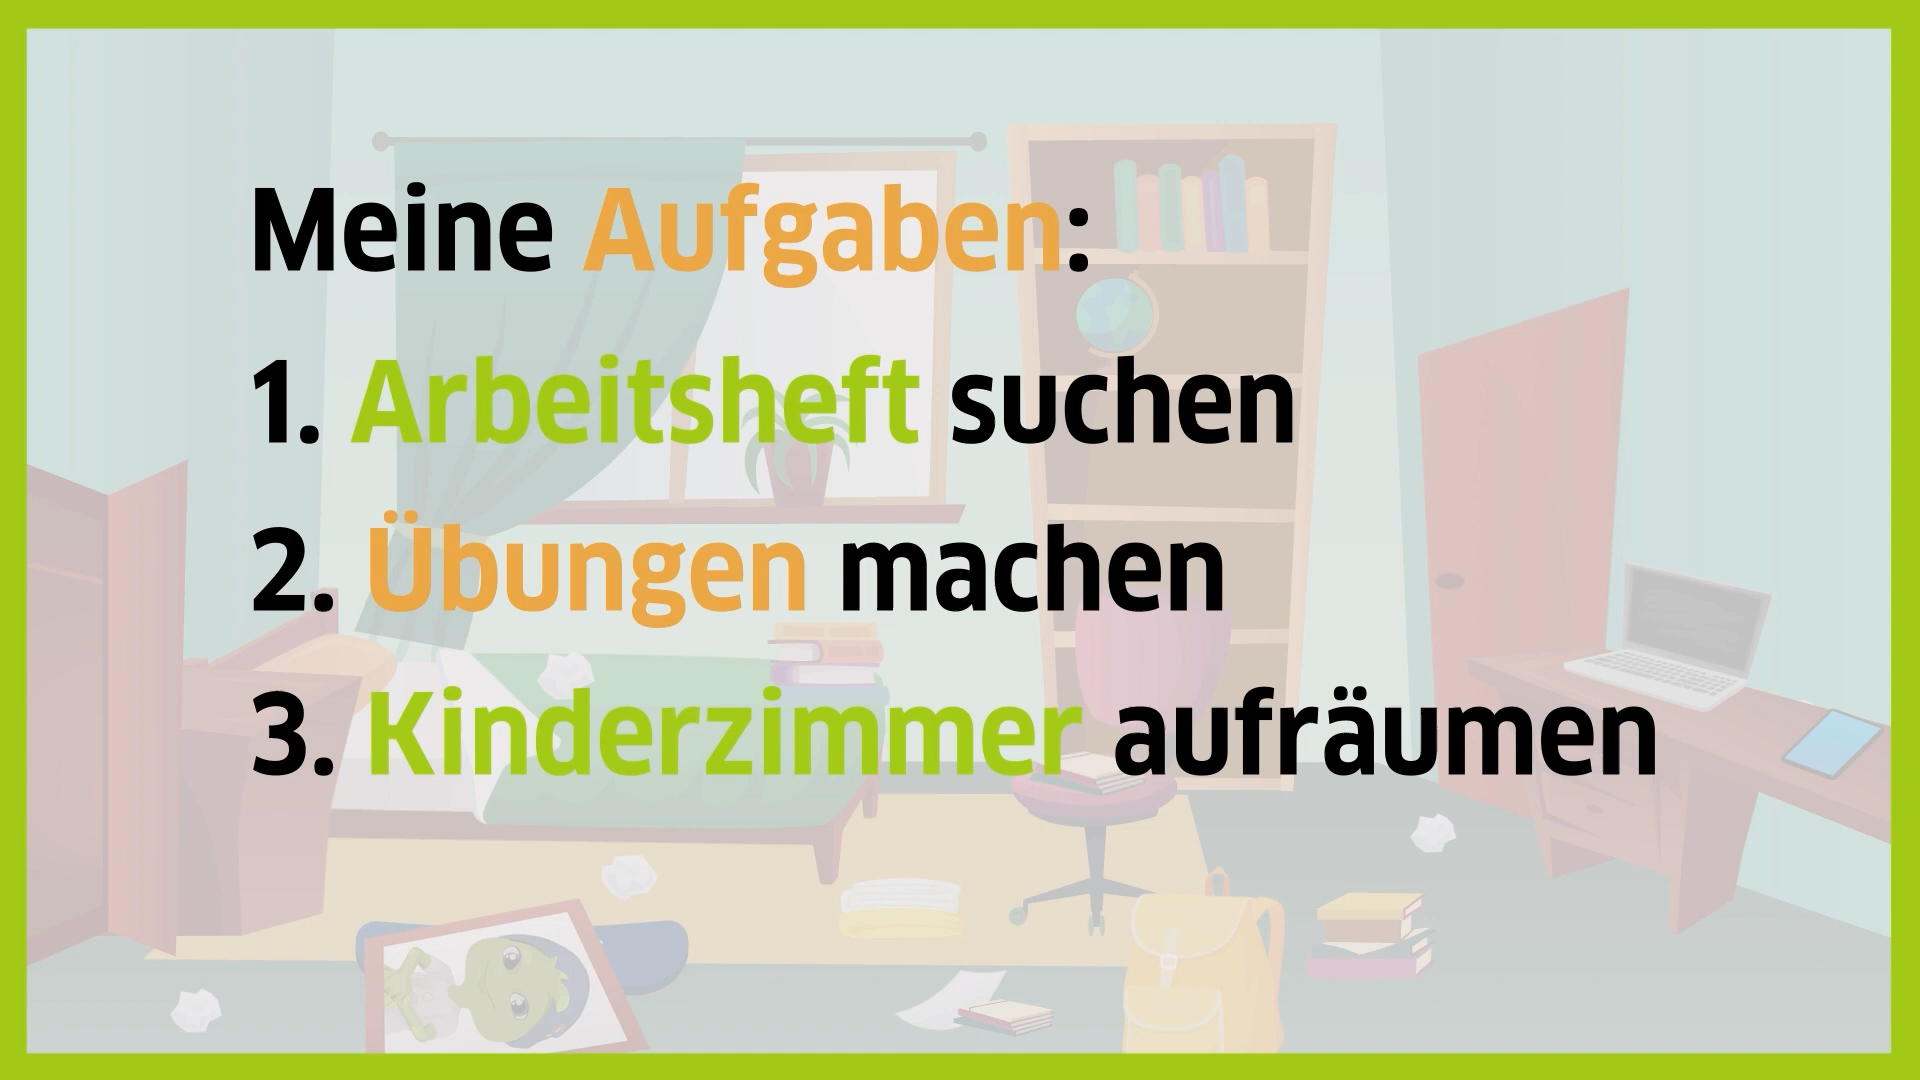 Meine Aufgaben:
1. Arbeitsheft suchen
2. Übungen machen
3. Kinderzimmer aufräumen